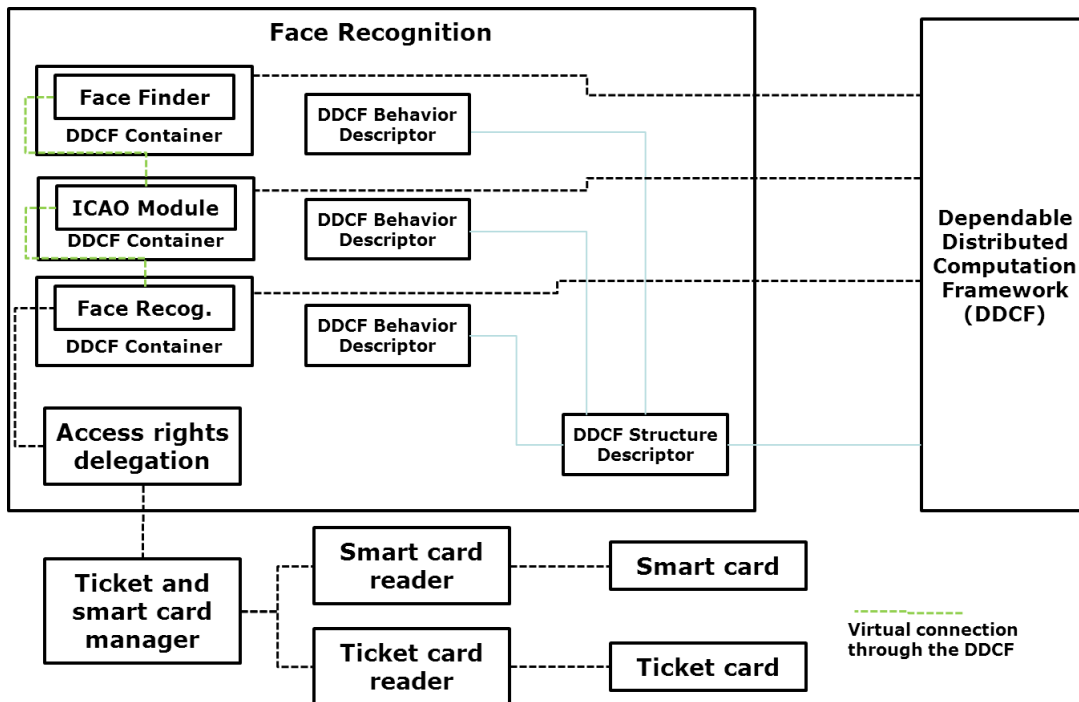 Face Recognition
Face Finder
DDCF Container
DDCF Behavior
Descriptor
ICAO Module
DDCF Container
DDCF Behavior
Descriptor
Face Recog.
DDCF Container
DDCF Behavior
Descriptor
Dependable
Distributed
Computation
Framework
(DDCF)
Access rights
delegation
DDCF Structure
Descriptor
Ticket and
smart card
manager
Smart card
reader
Smart card
Ticket card
reader
Ticket card
Virtual connection
through the DDCF